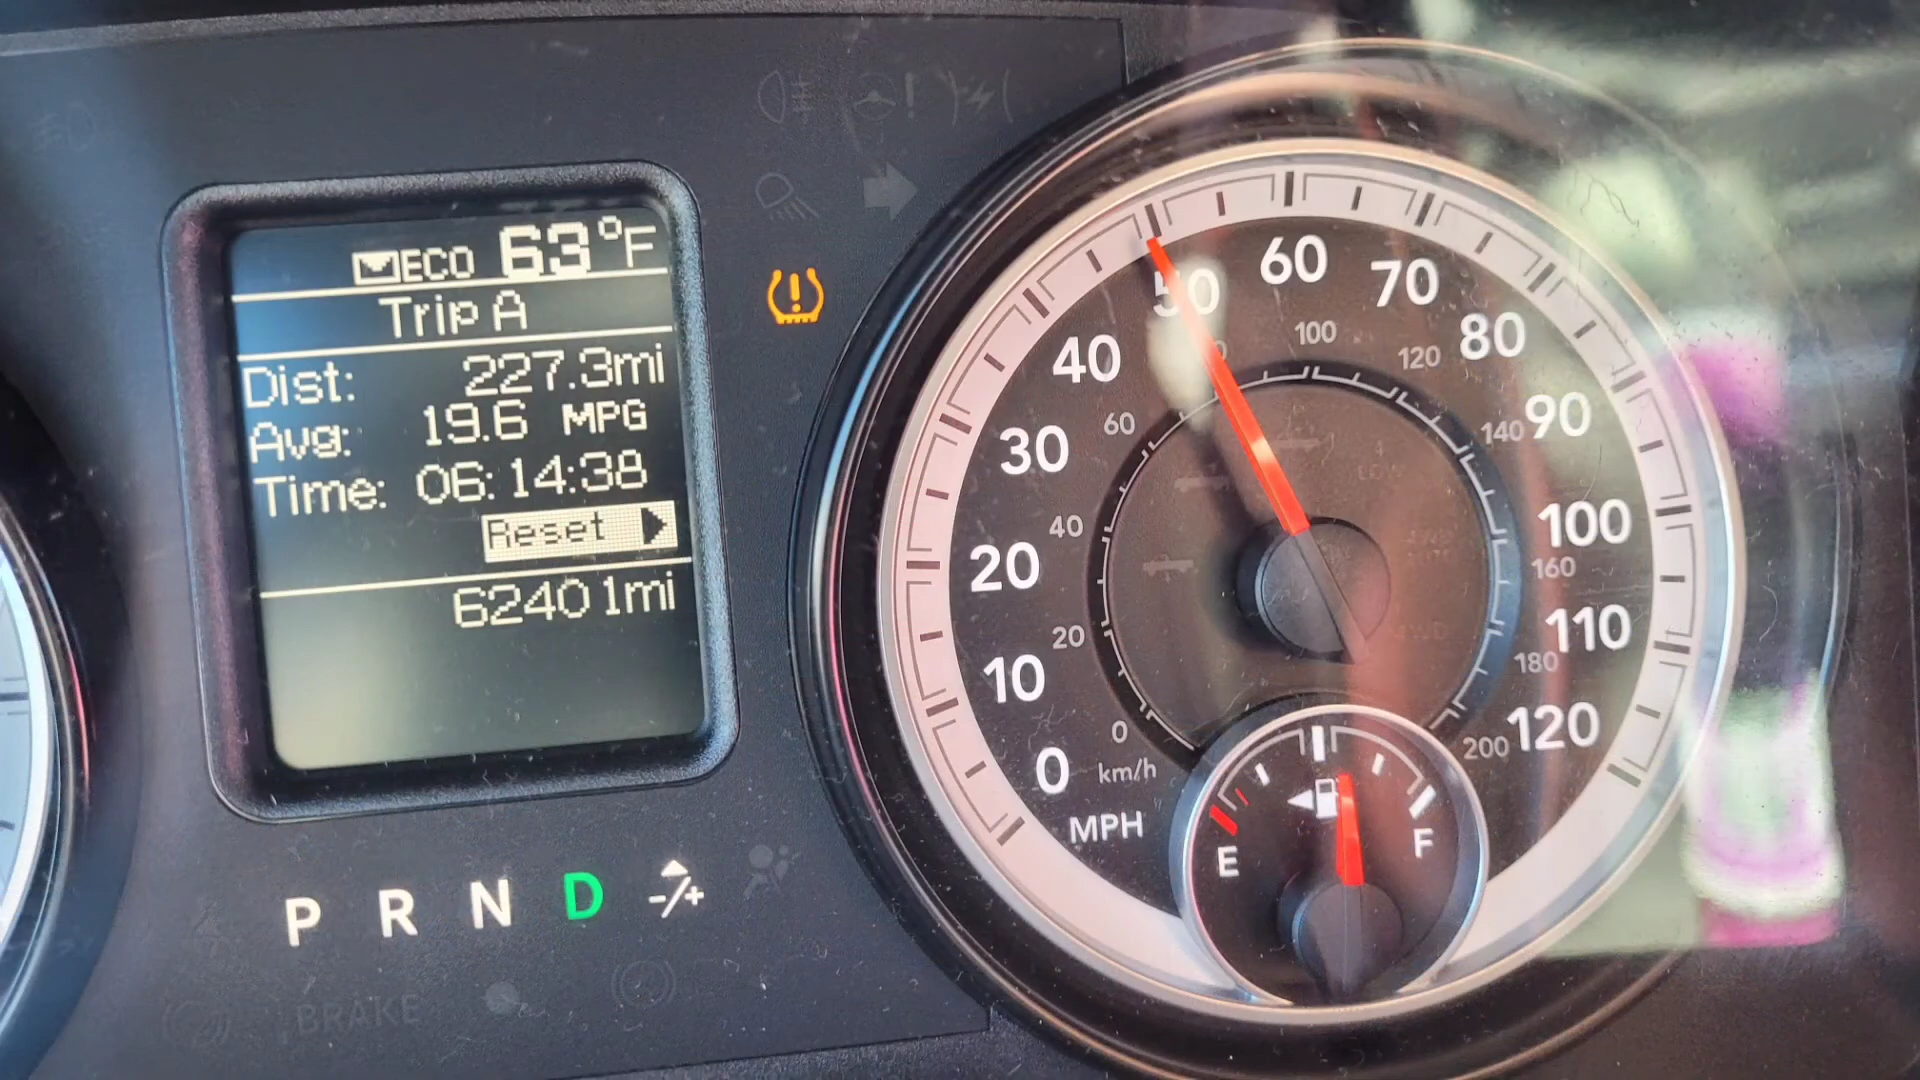 ECO 63°F
Trip A
Dist: 227.3mi
Avg: 19.6 MPG
Time: 06:14:38
Reset
62401mi
P R N D -/+
BRAKE
0
10
20
30
40
50
60
70
80
90
100
110
120
MPH
0
20
40
60
100
120
140
160
180
200
km/h
E
F